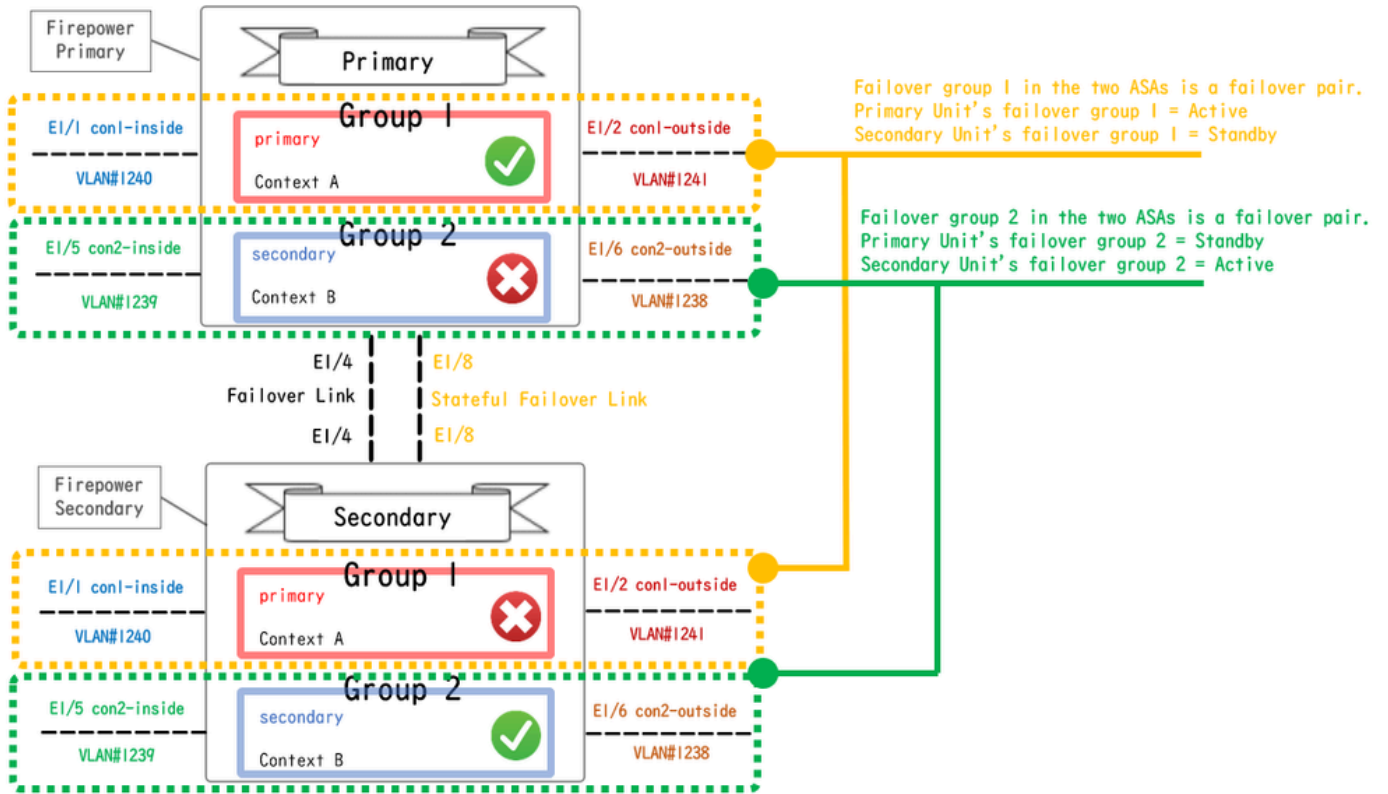 Firepower
Primary
Primary
Failover group 1 in the two ASAs is a failover pair.
Primary Unit's failover group 1 = Active
Secondary Unit's failover group 1 = Standby
Group 1
E1/1 con1-inside
primary
E1/2 con1-outside
VLAN#1240
Context A
VLAN#1241
Failover group 2 in the two ASAs is a failover pair.
Primary Unit's failover group 2 = Standby
Secondary Unit's failover group 2 = Active
Group 2
E1/5 con2-inside
secondary
E1/6 con2-outside
VLAN#1239
Context B
VLAN#1238
E1/4
E1/8
Failover Link
Stateful Failover Link
E1/4
E1/8
Firepower
Secondary
Secondary
Group 1
E1/1 con1-inside
primary
E1/2 con1-outside
VLAN#1240
Context A
VLAN#1241
Group 2
E1/5 con2-inside
secondary
E1/6 con2-outside
VLAN#1239
Context B
VLAN#1238